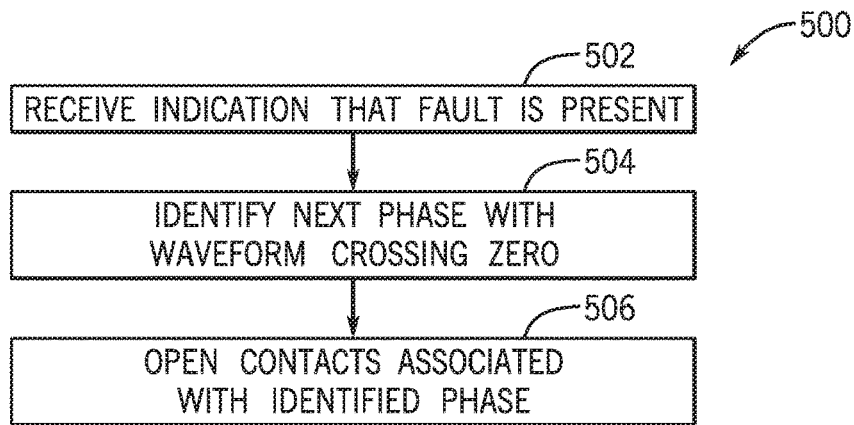 500
502
RECEIVE INDICATION THAT FAULT IS PRESENT
504
IDENTIFY NEXT PHASE WITH
WAVEFORM CROSSING ZERO
506
OPEN CONTACTS ASSOCIATED
WITH IDENTIFIED PHASE